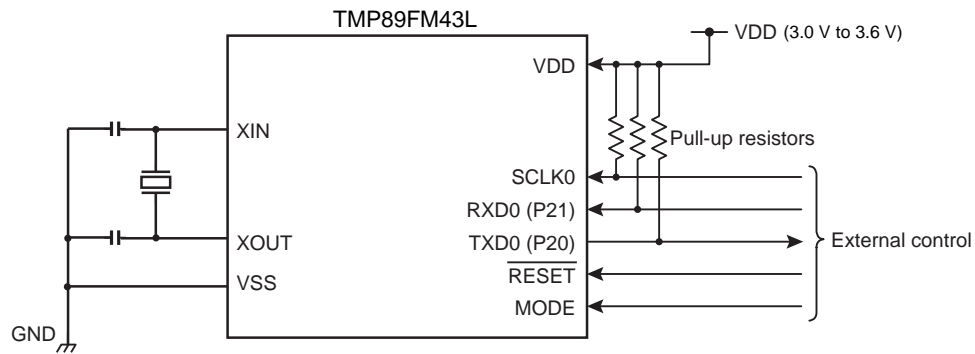 TMP89FM43L
VDD (3.0 V to 3.6 V)
VDD
XIN
Pull-up resistors
SCLK0
RXD0 (P21)
XOUT
TXD0 (P20)
External control
RESET
VSS
MODE
GND